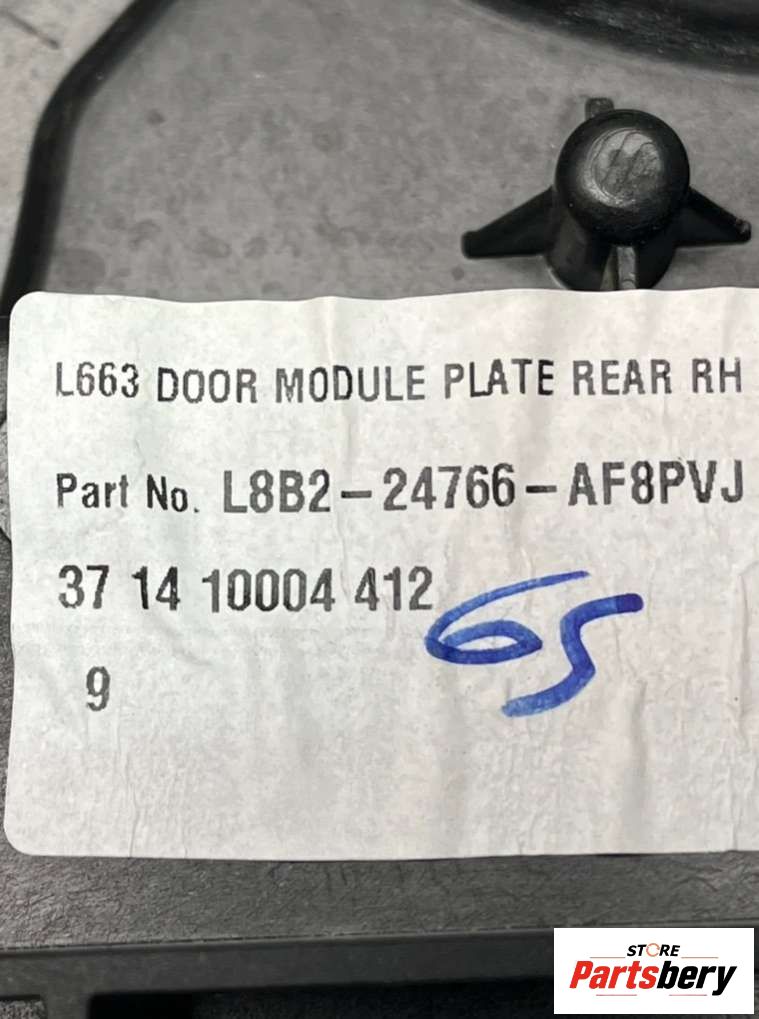 L663 DOOR MODULE PLATE REAR RH
Part No. L8B2-24766-AF8PVJ
37 14 10004 412
65
9
STORE
Partsbery